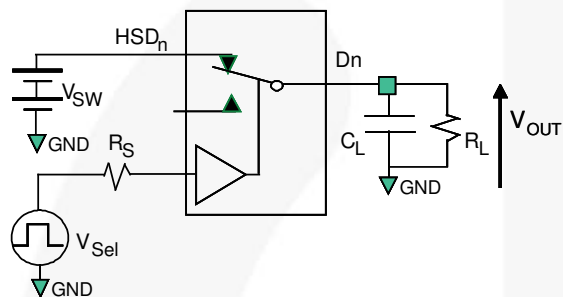 HSDn
Dn
VSW
GND
RS
CL
RL
VOUT
GND
VSel
GND